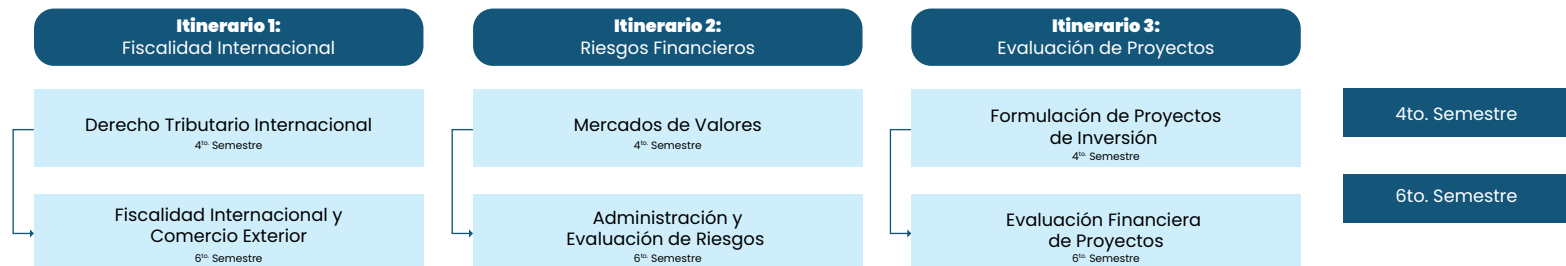 Itinerario 1:
Fiscalidad Internacional
Derecho Tributario Internacional
4to. Semestre
Fiscalidad Internacional y
Comercio Exterior
6to. Semestre
Itinerario 2:
Riesgos Financieros
Mercados de Valores
4to. Semestre
Administración y
Evaluación de Riesgos
6to. Semestre
Itinerario 3:
Evaluación de Proyectos
Formulación de Proyectos
de Inversión
4to. Semestre
Evaluación Financiera
de Proyectos
6to. Semestre
4to. Semestre
6to. Semestre